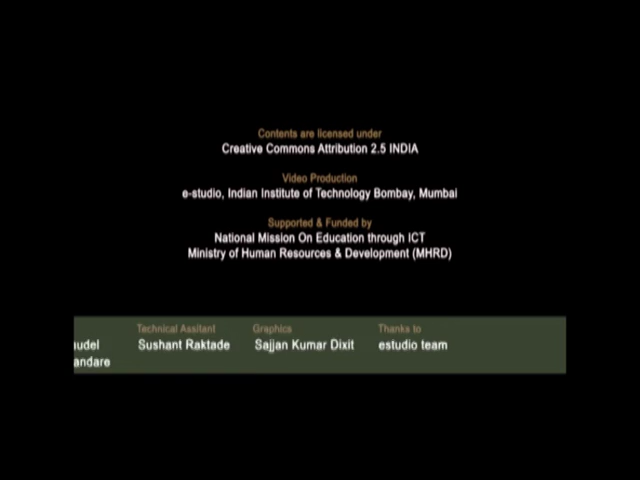 Contents are licensed under
Creative Commons Attribution 2.5 INDIA
Video Production
e-studio, Indian Institute of Technology Bombay, Mumbai
Supported & Funded by
National Mission On Education through ICT
Ministry of Human Resources & Development (MHRD)
Technical Assitant Graphics Thanks to
udel Sushant Raktade Sajjan Kumar Dixit estudio team
andare